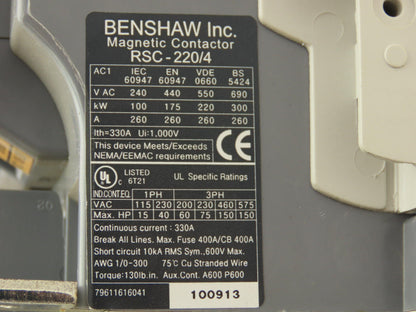 BENSHAW Inc.
Magnetic Contactor
RSC-220/4
AC1 IEC EN VDE BS
60947 60947 0660 5424
V AC 240 440 550 690
kW 100 175 220 300
A 260 260 260 260
Ith=330A Ui:1,000V
This device Meets/Exceeds
NEMA/EEMAC requirements
CE
UL LISTED UL Specific Ratings
c 6T21
IND.CONT.EQ. 1PH 3PH
VAC 115 230 200 230 460 575
Max. HP 15 40 60 75 150 150
Continuous current : 330A
Break All Lines. Max. Fuse 400A/CB 400A
Short circuit 10kA RMS Sym.,600V Max.
AWG 1/0-300 75°C Cu Stranded Wire
Torque:130lb.in. Aux.Cont. A600 P600
79611616041 100913